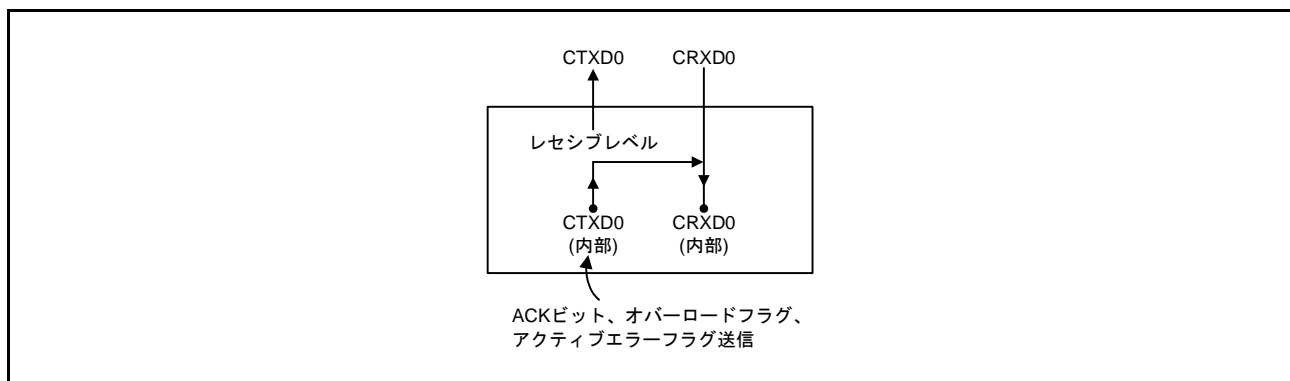 CTXD0 CRXD0
レセシブレベル
CTXD0 CRXD0
(内部) (内部)
ACKビット、オバーロードフラグ、
アクティブエラーフラグ送信